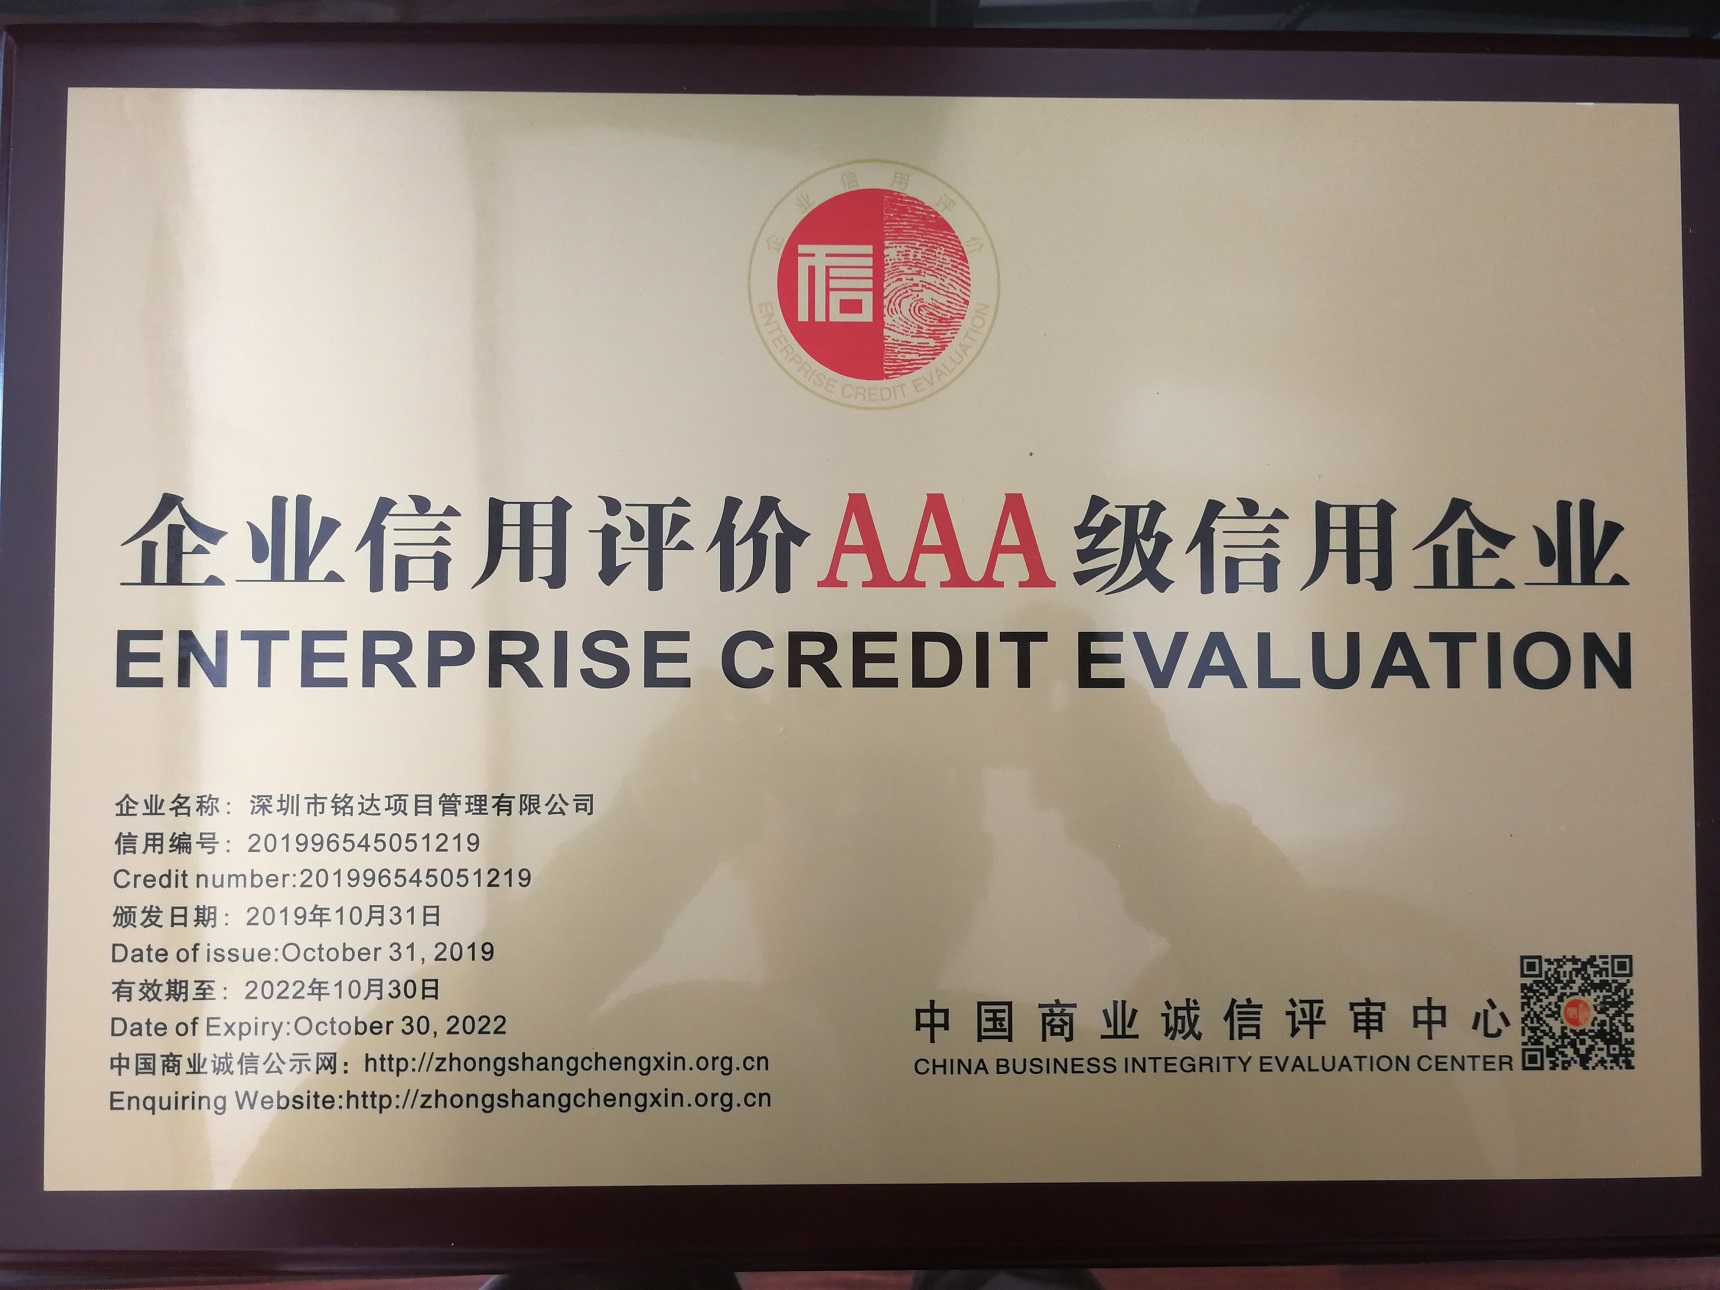 企业信用评价
信
ENTERPRISE CREDIT EVALUATION
企业信用评价AAA级信用企业
ENTERPRISE CREDIT EVALUATION
企业名称：深圳市铭达项目管理有限公司
信用编号：201996545051219
Credit number:201996545051219
颁发日期：2019年10月31日
Date of issue:October 31, 2019
有效期至：2022年10月30日
Date of Expiry:October 30, 2022
中国商业诚信公示网：http://zhongshangchengxin.org.cn
Enquiring Website:http://zhongshangchengxin.org.cn
中国商业诚信评审中心
CHINA BUSINESS INTEGRITY EVALUATION CENTER